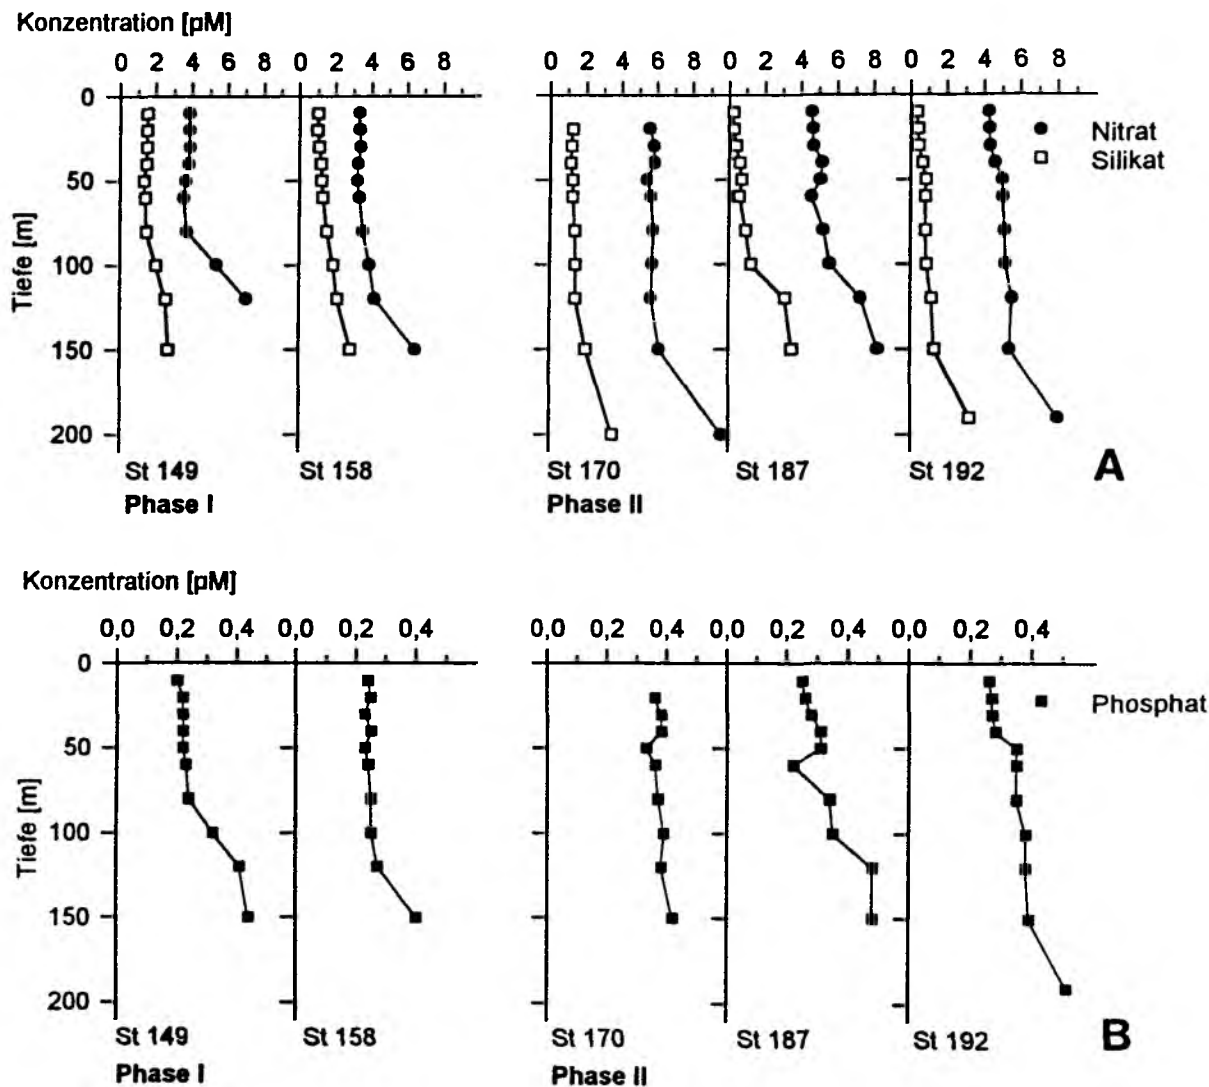 Konzentration [pM]
0 2 4 6 8 0 2 4 6 8 0 2 4 6 8 0 2 4 6 8 0 2 4 6 8
0
50
100
150
200
Tiefe [m]
Nitrat
Silikat
St 149 St 158 St 170 St 187 St 192
A
Phase I Phase II
Konzentration [pM]
0,0 0,2 0,4 0,0 0,2 0,4 0,0 0,2 0,4 0,0 0,2 0,4 0,0 0,2 0,4
0
50
100
150
200
Tiefe [m]
Phosphat
St 149 St 158 St 170 St 187 St 192
B
Phase I Phase II